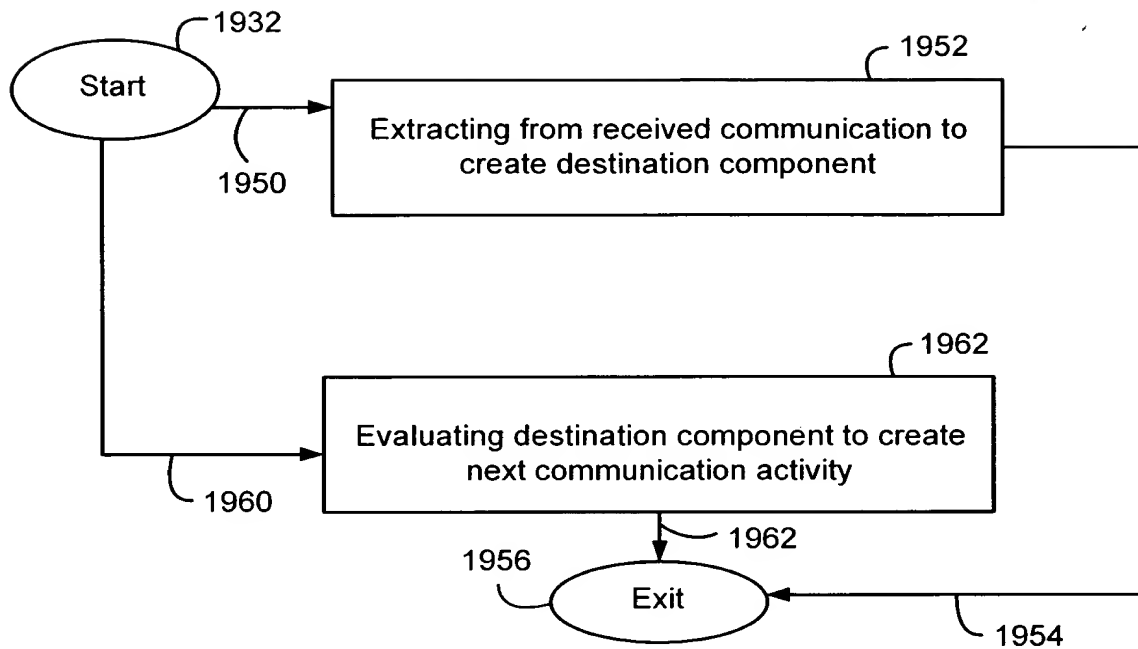 1932
Start
1952
Extracting from received communication to
create destination component
1950
1962
Evaluating destination component to create
next communication activity
1960
1962
1956
Exit
1954